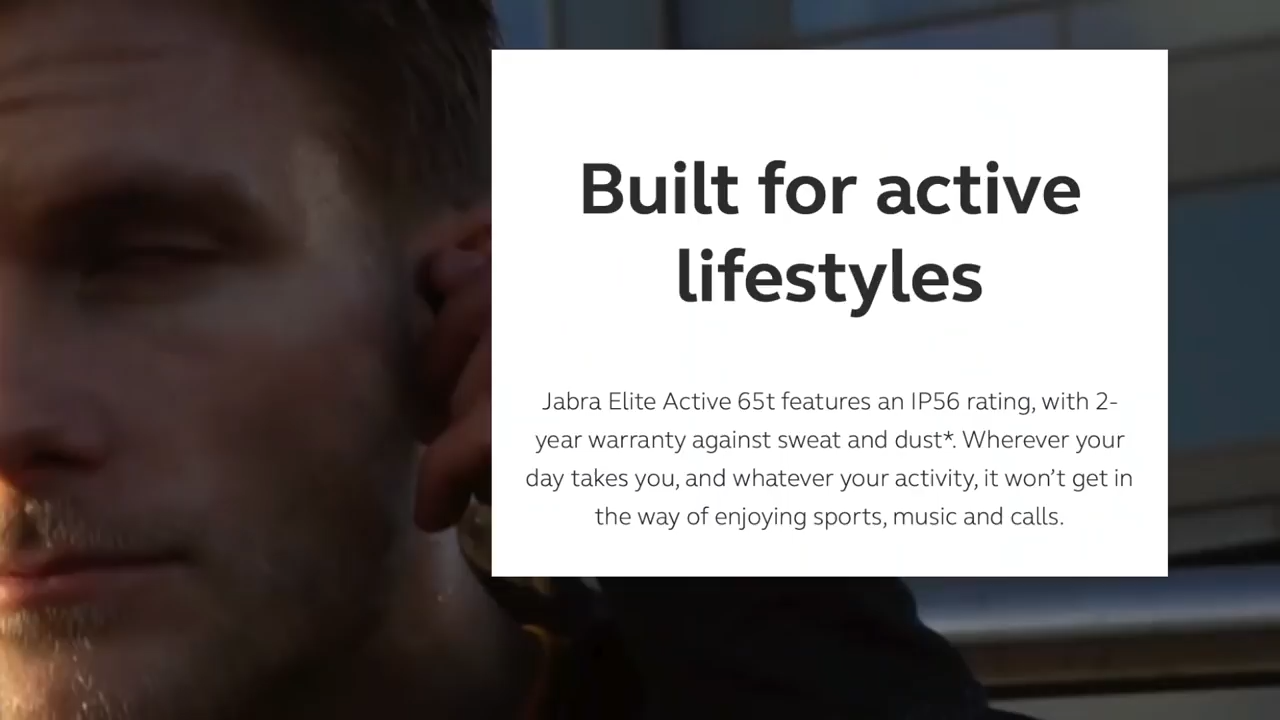 Built for active
lifestyles
Jabra Elite Active 65t features an IP56 rating, with 2-
year warranty against sweat and dust*. Wherever your
day takes you, and whatever your activity, it won’t get in
the way of enjoying sports, music and calls.